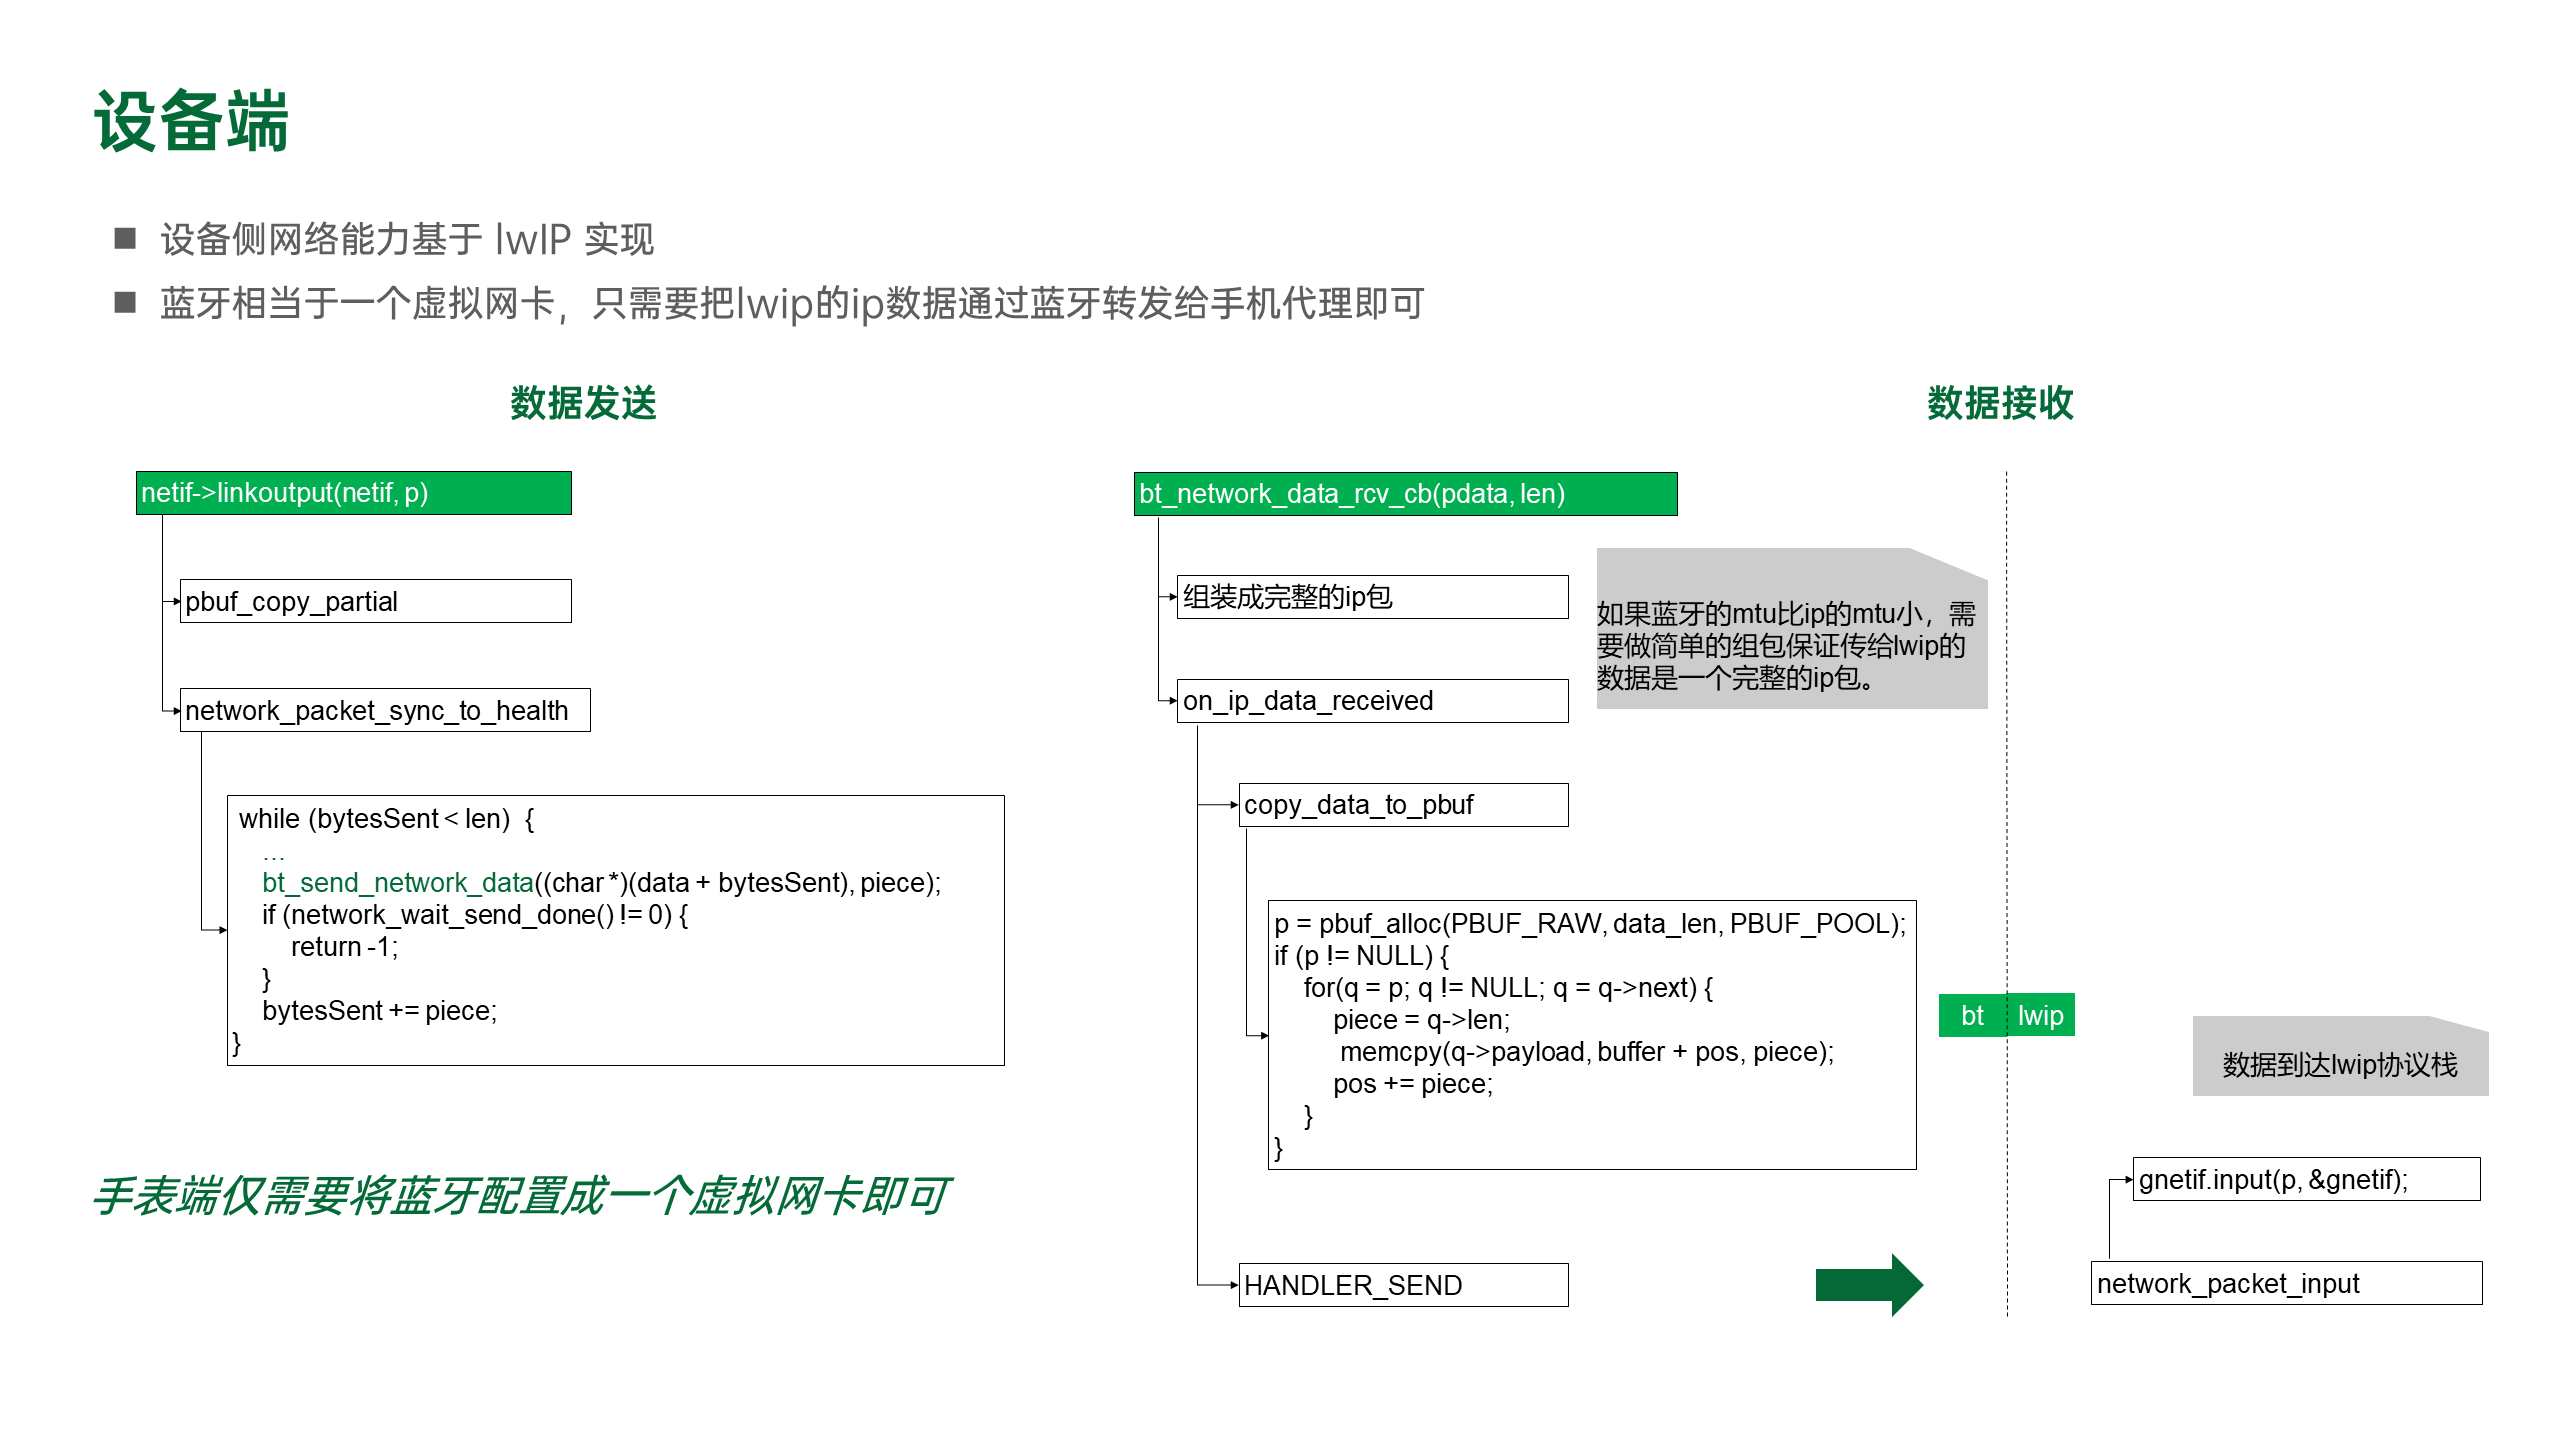 设备端
设备侧网络能力基于 lwIP 实现
蓝牙相当于一个虚拟网卡，只需要把lwip的ip数据通过蓝牙转发给手机代理即可
数据发送
netif->linkoutput(netif, p)
pbuf_copy_partial
network_packet_sync_to_health
while (bytesSent < len) {
...
bt_send_network_data((char *)(data + bytesSent), piece);
if (network_wait_send_done() != 0) {
return -1;
}
bytesSent += piece;
}
手表端仅需要将蓝牙配置成一个虚拟网卡即可
数据接收
bt_network_data_rcv_cb(pdata, len)
组装成完整的ip包
如果蓝牙的mtu比ip的mtu小，需
要做简单的组包保证传给lwip的
数据是一个完整的ip包。
on_ip_data_received
copy_data_to_pbuf
p = pbuf_alloc(PBUF_RAW, data_len, PBUF_POOL);
if (p != NULL) {
for(q = p; q != NULL; q = q->next) {
piece = q->len;
memcpy(q->payload, buffer + pos, piece);
pos += piece;
}
}
HANDLER_SEND
bt
lwip
数据到达lwip协议栈
gnetif.input(p, &gnetif);
network_packet_input